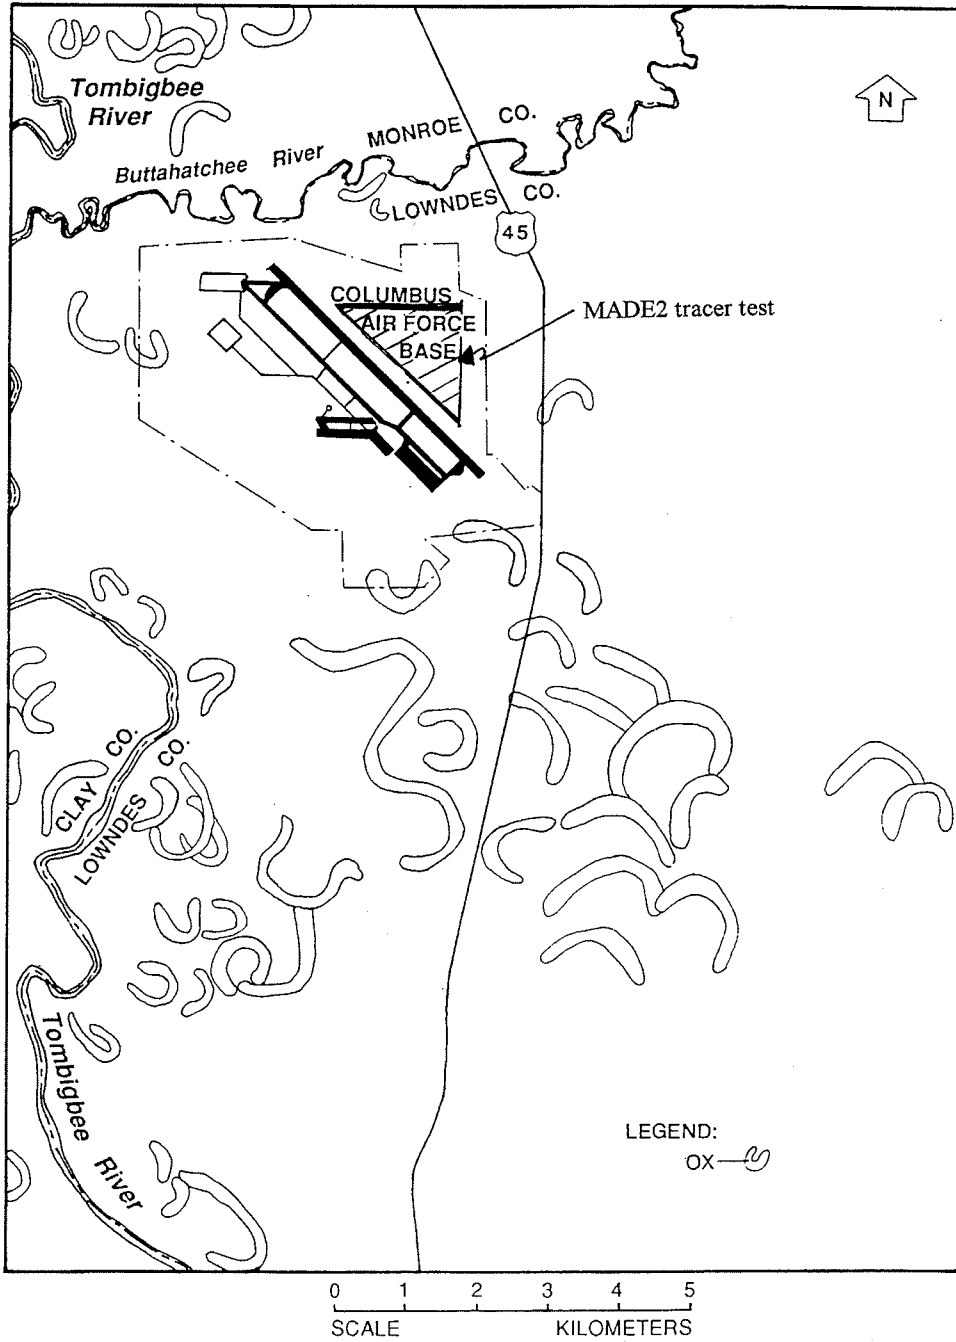 Tombigbee
River
N
Buttahatchee River
MONROE CO.
LOWNDES CO.
45
COLUMBUS
AIR FORCE
BASE
MADE2 tracer test
CLAY CO.
LOWNDES CO.
Tombigbee River
LEGEND:
OX
0 1 2 3 4 5
SCALE KILOMETERS